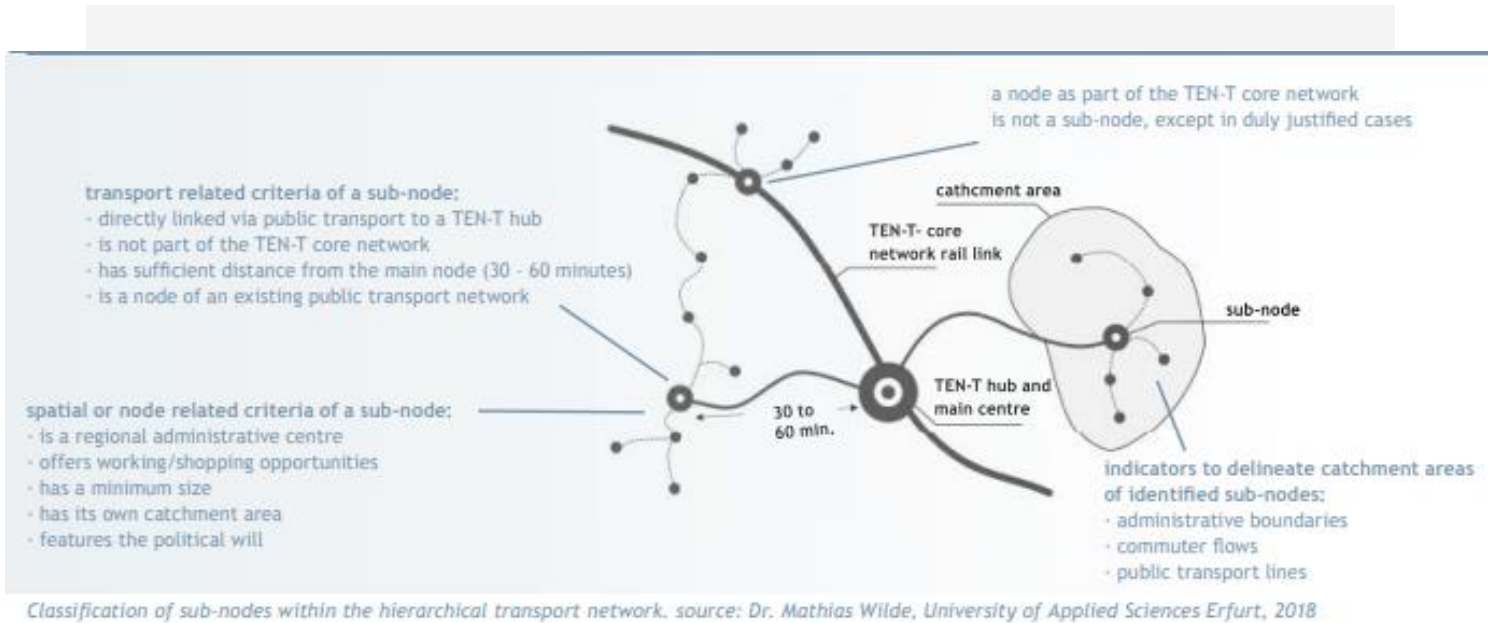 a node as part of the TEN-T core network
is not a sub-node, except in duly justified cases
transport related criteria of a sub-node:
- directly linked via public transport to a TEN-T hub
- is not part of the TEN-T core network
- has sufficient distance from the main node (30 - 60 minutes)
- is a node of an existing public transport network
cathcment area
TEN-T- core
network rail link
sub-node
TEN-T hub and
main centre
30 to
60 min.
spatial or node related criteria of a sub-node:
- is a regional administrative centre
- offers working/shopping opportunities
- has a minimum size
- has its own catchment area
- features the political will
indicators to delineate catchment areas
of identified sub-nodes:
- administrative boundaries
- commuter flows
- public transport lines
Classification of sub-nodes within the hierarchical transport network. source: Dr. Mathias Wilde, University of Applied Sciences Erfurt, 2018